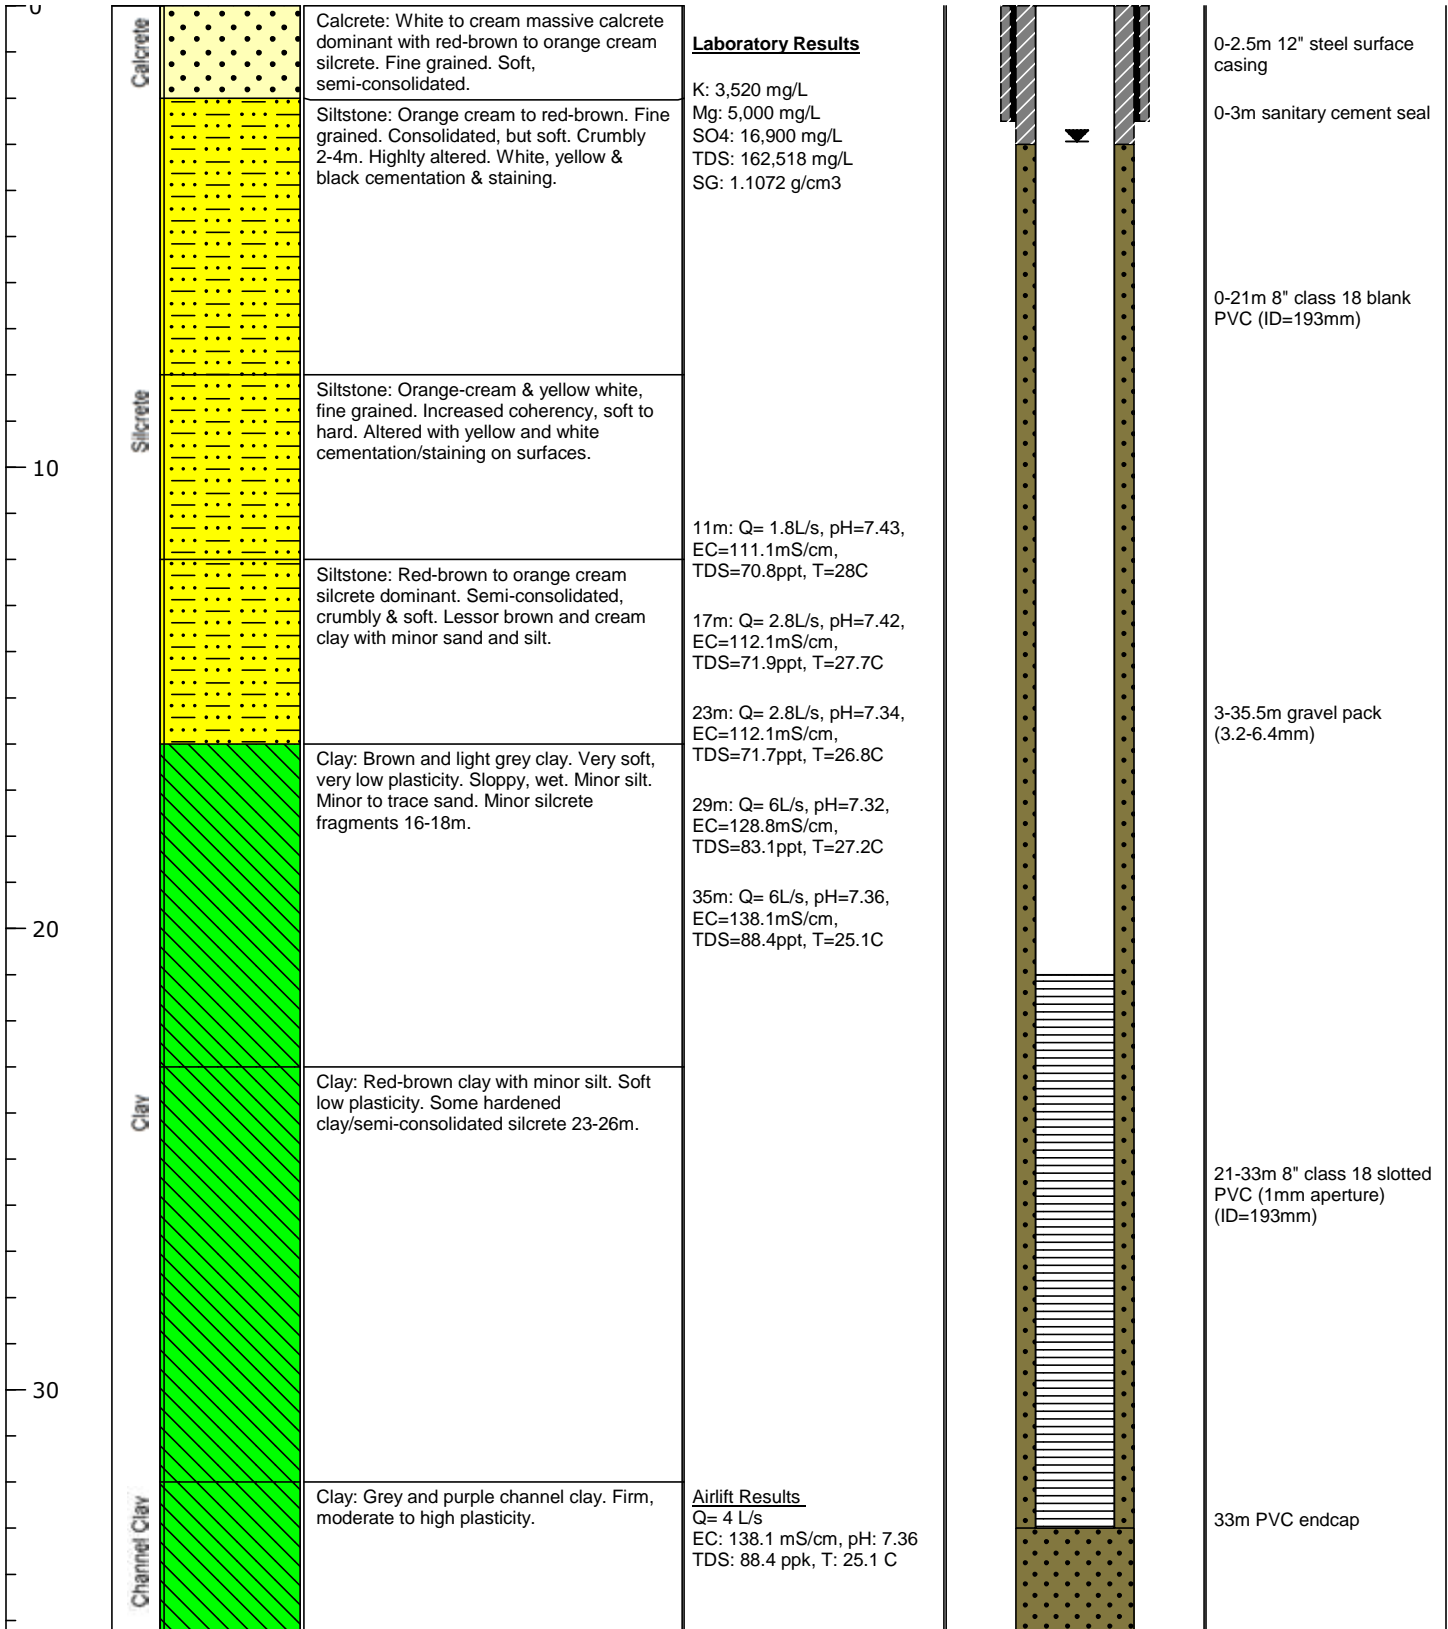 0
10
20
30
Calcrete
Silcrete
Clay
Channel Clay
Calcrete: White to cream massive calcrete
dominant with red-brown to orange cream
silcrete. Fine grained. Soft,
semi-consolidated.
Siltstone: Orange cream to red-brown. Fine
grained. Consolidated, but soft. Crumbly
2-4m. Highlty altered. White, yellow &
black cementation & staining.
Siltstone: Orange-cream & yellow white,
fine grained. Increased coherency, soft to
hard. Altered with yellow and white
cementation/staining on surfaces.
Siltstone: Red-brown to orange cream
silcrete dominant. Semi-consolidated,
crumbly & soft. Lessor brown and cream
clay with minor sand and silt.
Clay: Brown and light grey clay. Very soft,
very low plasticity. Sloppy, wet. Minor silt.
Minor to trace sand. Minor silcrete
fragments 16-18m.
Clay: Red-brown clay with minor silt. Soft
low plasticity. Some hardened
clay/semi-consolidated silcrete 23-26m.
Clay: Grey and purple channel clay. Firm,
moderate to high plasticity.
Laboratory Results
K: 3,520 mg/L
Mg: 5,000 mg/L
SO4: 16,900 mg/L
TDS: 162,518 mg/L
SG: 1.1072 g/cm3
11m: Q= 1.8L/s, pH=7.43,
EC=111.1mS/cm,
TDS=70.8ppt, T=28C
17m: Q= 2.8L/s, pH=7.42,
EC=112.1mS/cm,
TDS=71.9ppt, T=27.7C
23m: Q= 2.8L/s, pH=7.34,
EC=112.1mS/cm,
TDS=71.7ppt, T=26.8C
29m: Q= 6L/s, pH=7.32,
EC=128.8mS/cm,
TDS=83.1ppt, T=27.2C
35m: Q= 6L/s, pH=7.36,
EC=138.1mS/cm,
TDS=88.4ppt, T=25.1C
Airlift Results
Q= 4 L/s
EC: 138.1 mS/cm, pH: 7.36
TDS: 88.4 ppk, T: 25.1 C
0-2.5m 12" steel surface
casing
0-3m sanitary cement seal
0-21m 8" class 18 blank
PVC (ID=193mm)
3-35.5m gravel pack
(3.2-6.4mm)
21-33m 8" class 18 slotted
PVC (1mm aperture)
(ID=193mm)
33m PVC endcap